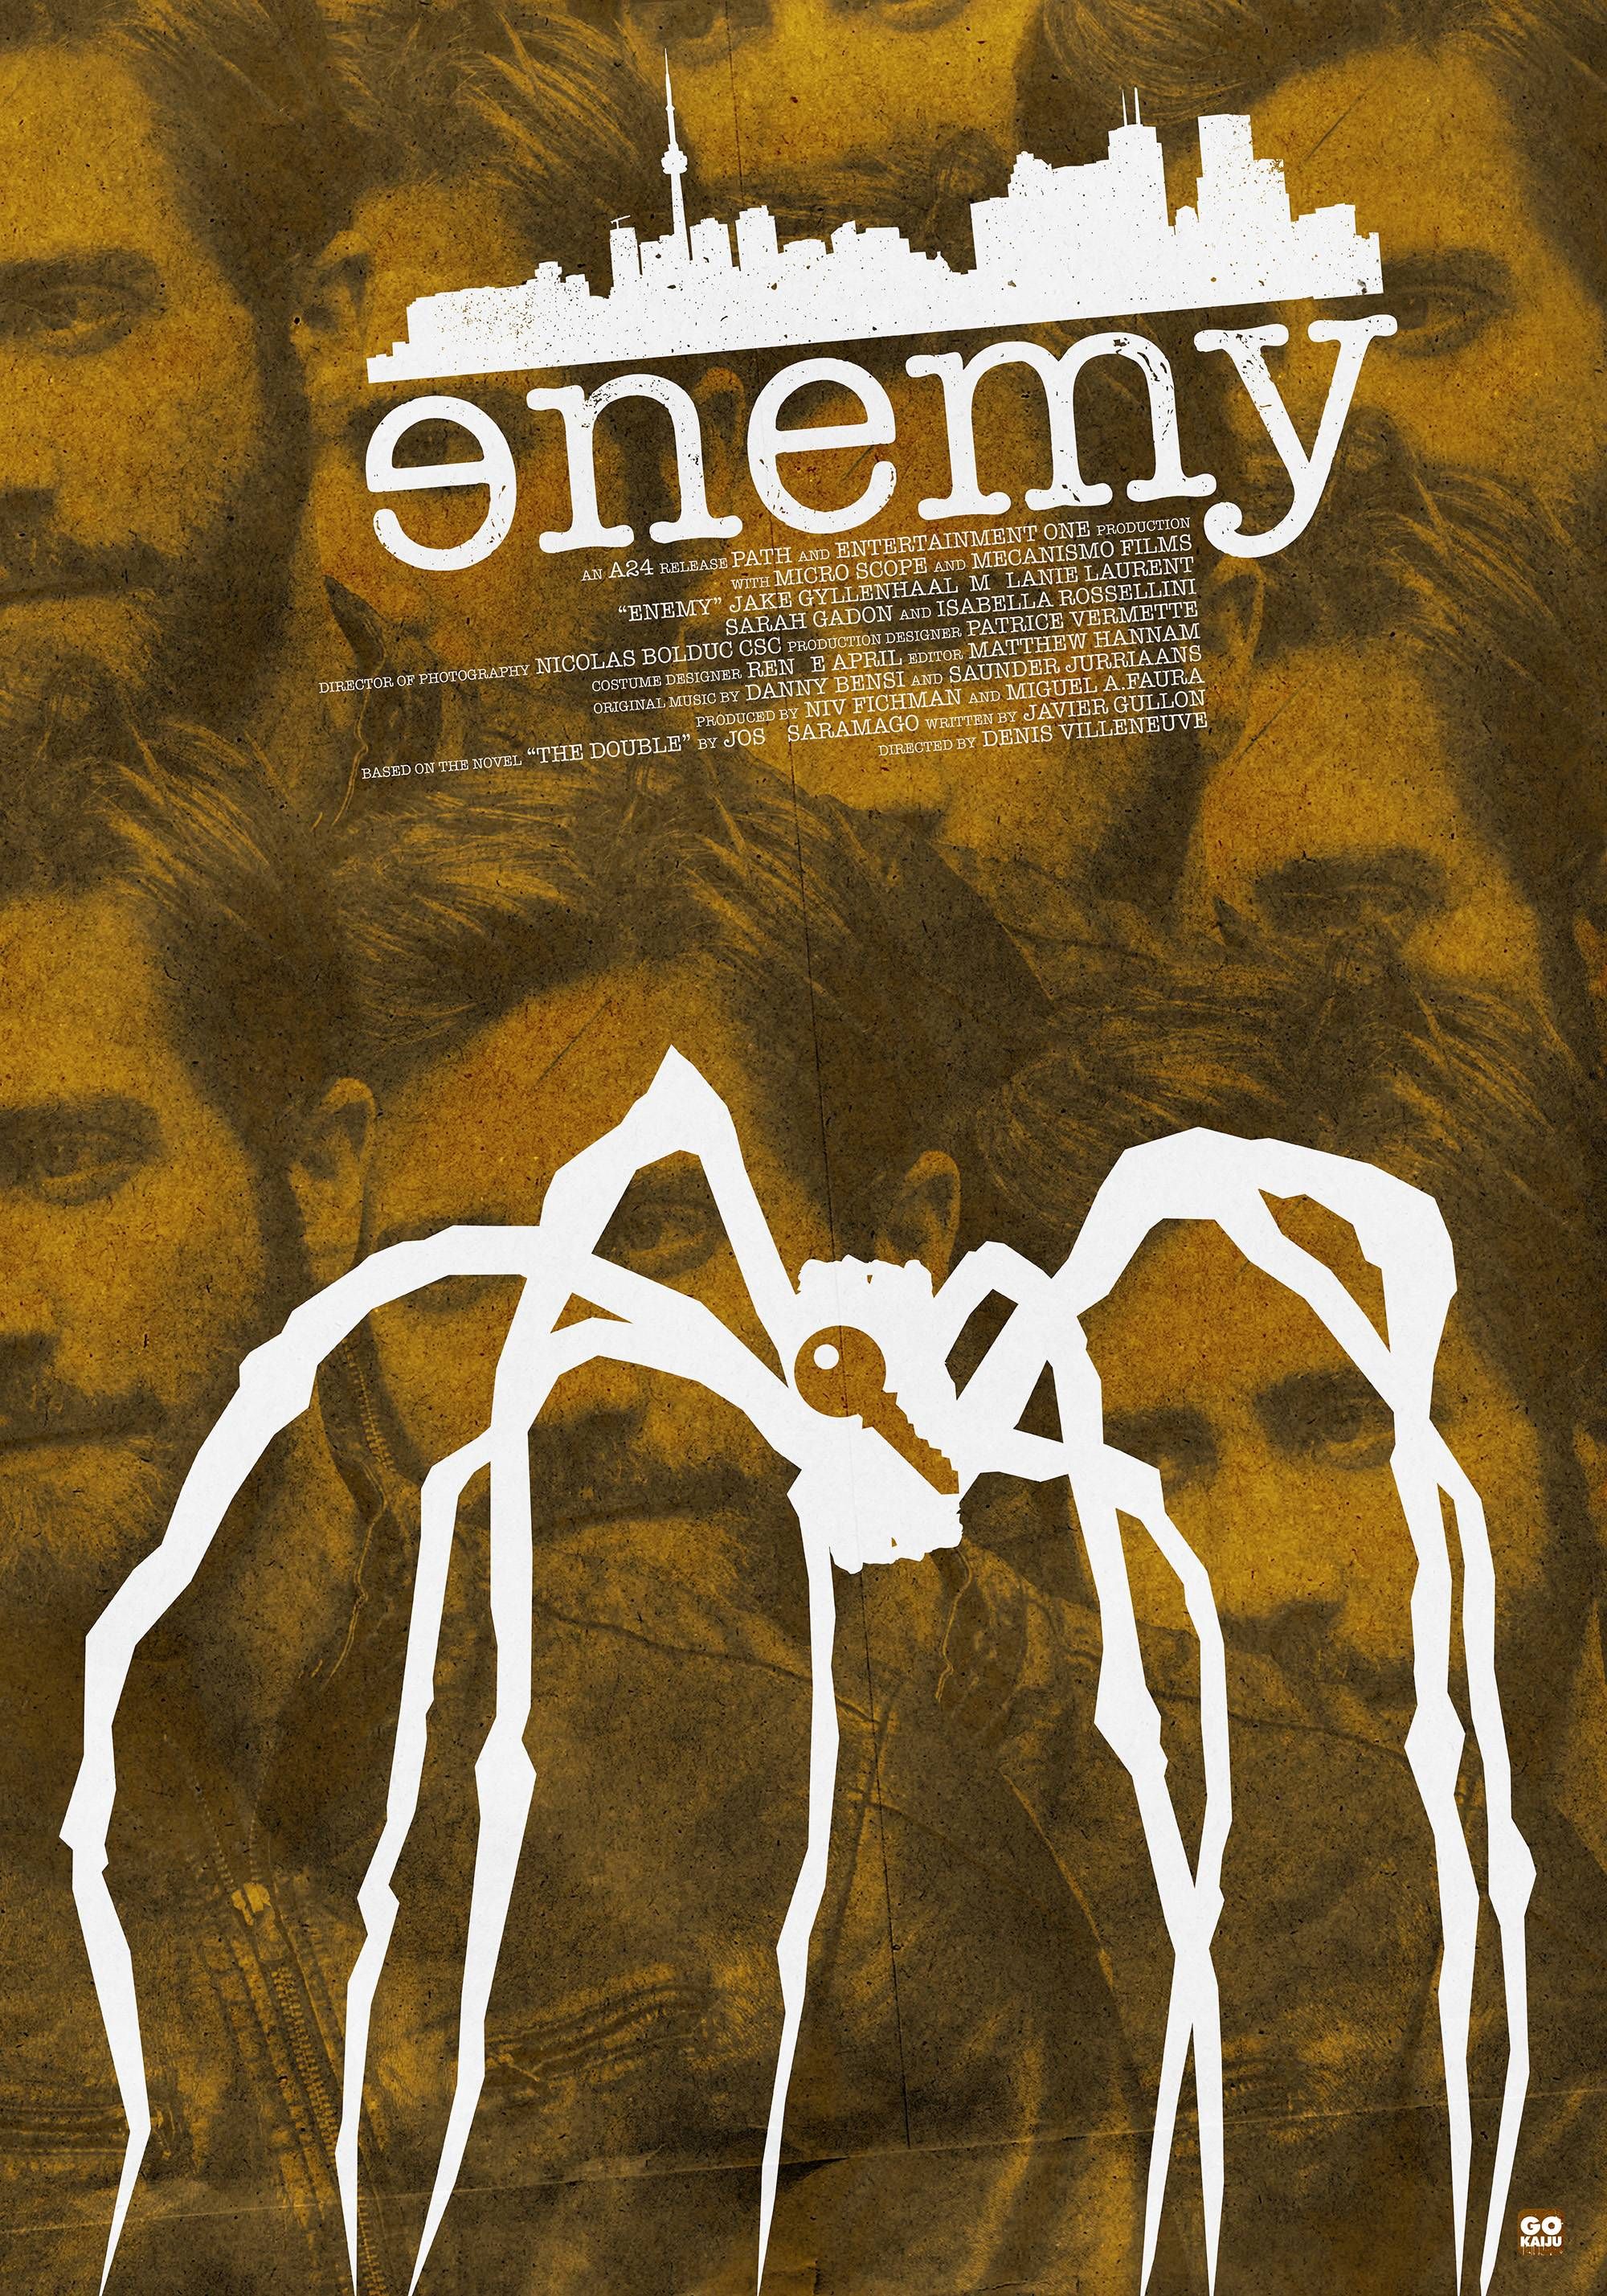 enemy
AN A24 RELEASE PATH AND ENTERTAINMENT ONE PRODUCTION
WITH MICRO SCOPE AND MECANISMO FILMS
“ENEMY” JAKE GYLLENHAAL M LANIE LAURENT
SARAH GADON AND ISABELLA ROSSELLINI
DIRECTOR OF PHOTOGRAPHY NICOLAS BOLDUC CSC PRODUCTION DESIGNER PATRICE VERMETTE
COSTUME DESIGNER REN E APRIL EDITOR MATTHEW HANNAM
ORIGINAL MUSIC BY DANNY BENSI AND SAUNDER JURRIAANS
PRODUCED BY NIV FICHMAN AND MIGUEL A.FAURA
BASED ON THE NOVEL “THE DOUBLE” BY JOS SARAMAGO WRITTEN BY JAVIER GULLON
DIRECTED BY DENIS VILLENEUVE
GO
KAIJU